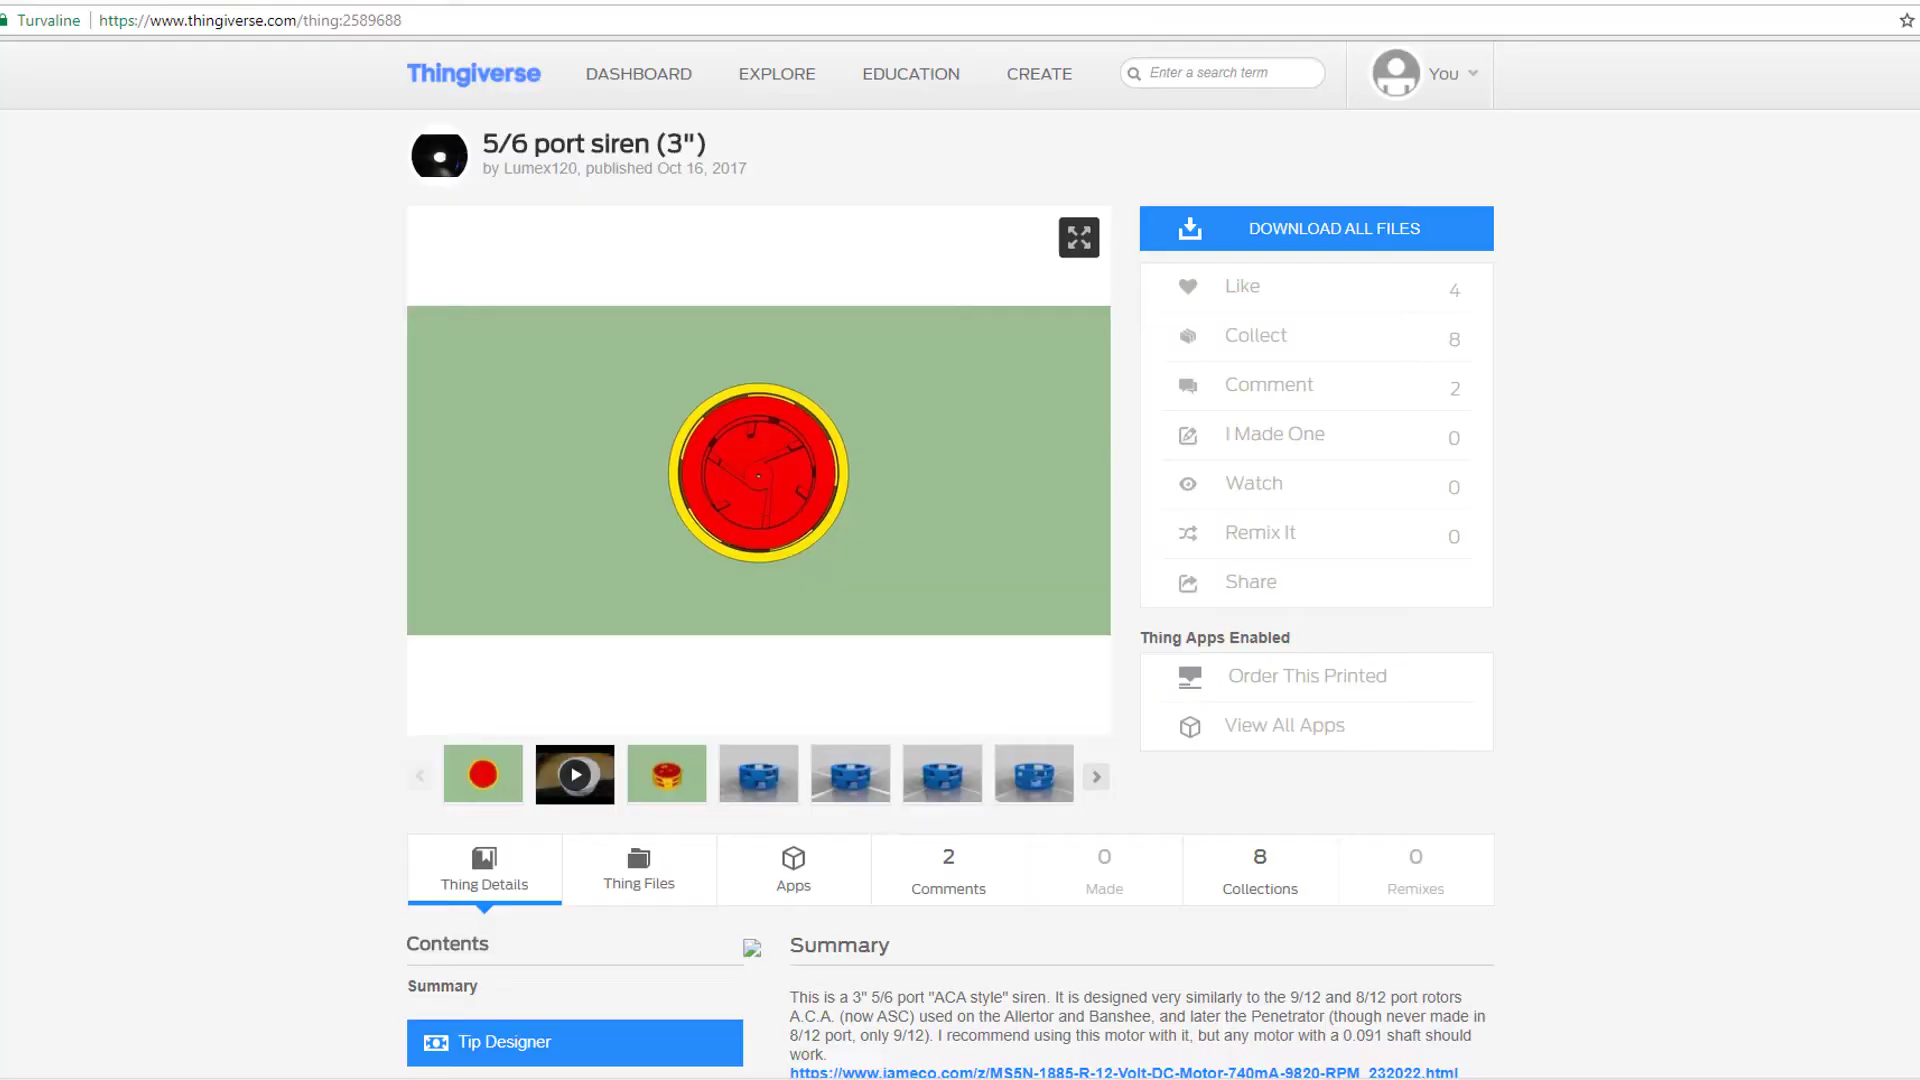 Turvaline https://www.thingiverse.com/thing:2589688
Thingiverse DASHBOARD EXPLORE EDUCATION CREATE Enter a search term You
5/6 port siren (3")
by Lumex120, published Oct 16, 2017
DOWNLOAD ALL FILES
Like 4
Collect 8
Comment 2
I Made One 0
Watch 0
Remix It 0
Share
Thing Apps Enabled
Order This Printed
View All Apps
2 0 8 0
Thing Details Thing Files Apps Comments Made Collections Remixes
Contents
Summary
Tip Designer
Summary
This is a 3" 5/6 port "ACA style" siren. It is designed very similarly to the 9/12 and 8/12 port rotors
A.C.A. (now ASC) used on the Allertor and Banshee, and later the Penetrator (though never made in
8/12 port, only 9/12). I recommend using this motor with it, but any motor with a 0.091 shaft should
work.
https://www.jameco.com/z/MS5N-1885-R-12-Volt-DC-Motor-740mA-9820-RPM_232022.html